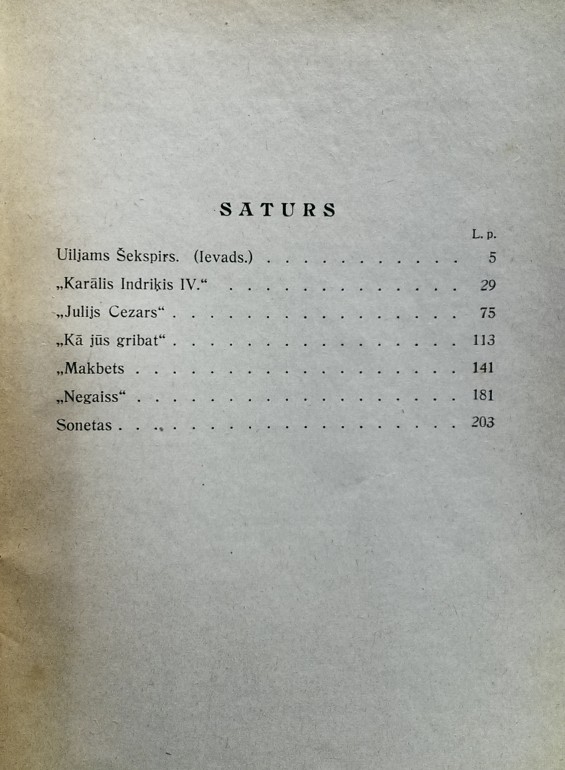 SATURS
L. p.
Uiljams Šekspirs. (Ievads.) . . . . . . . . . . . 5
„Karālis Indriķis IV.“ . . . . . . . . . . . . . 29
„Julijs Cezars“ . . . . . . . . . . . . . . . . 75
„Kā jūs gribat“ . . . . . . . . . . . . . . . . 113
„Makbets . . . . . . . . . . . . . . . . . . 141
„Negaiss“ . . . . . . . . . . . . . . . . . . 181
Sonetas . . . . . . . . . . . . . . . . . . . 203